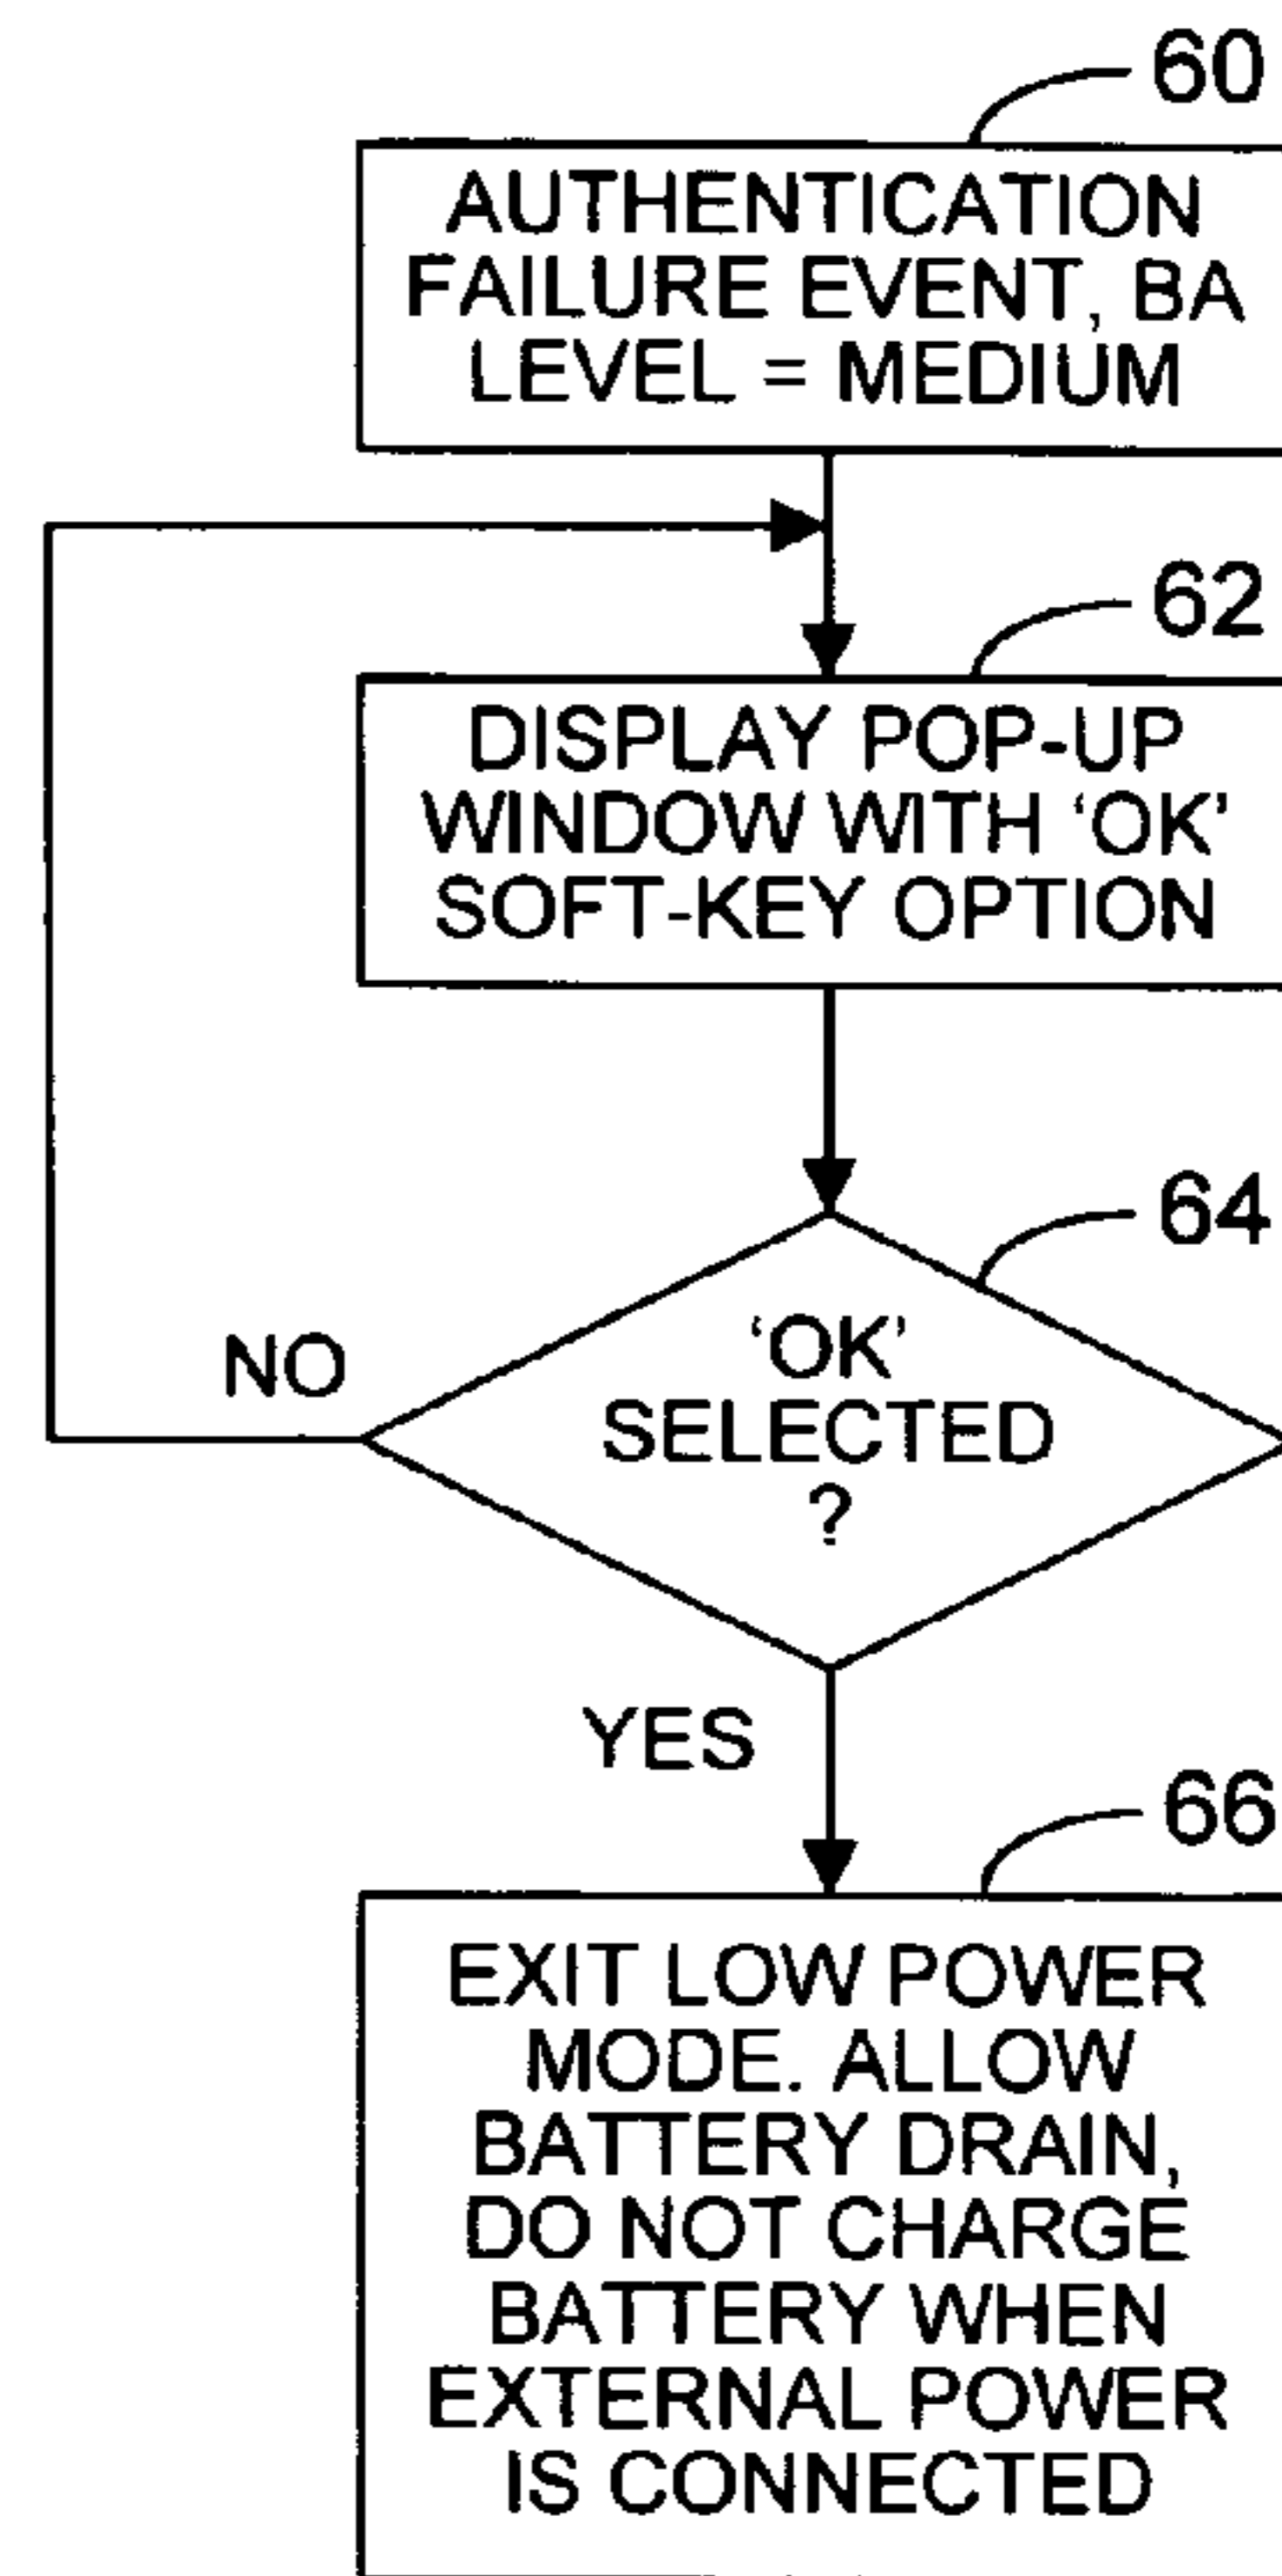 60
AUTHENTICATION
FAILURE EVENT, BA
LEVEL = MEDIUM
62
DISPLAY POP-UP
WINDOW WITH ‘OK’
SOFT-KEY OPTION
64
‘OK’
SELECTED
?
NO
YES
66
EXIT LOW POWER
MODE. ALLOW
BATTERY DRAIN,
DO NOT CHARGE
BATTERY WHEN
EXTERNAL POWER
IS CONNECTED